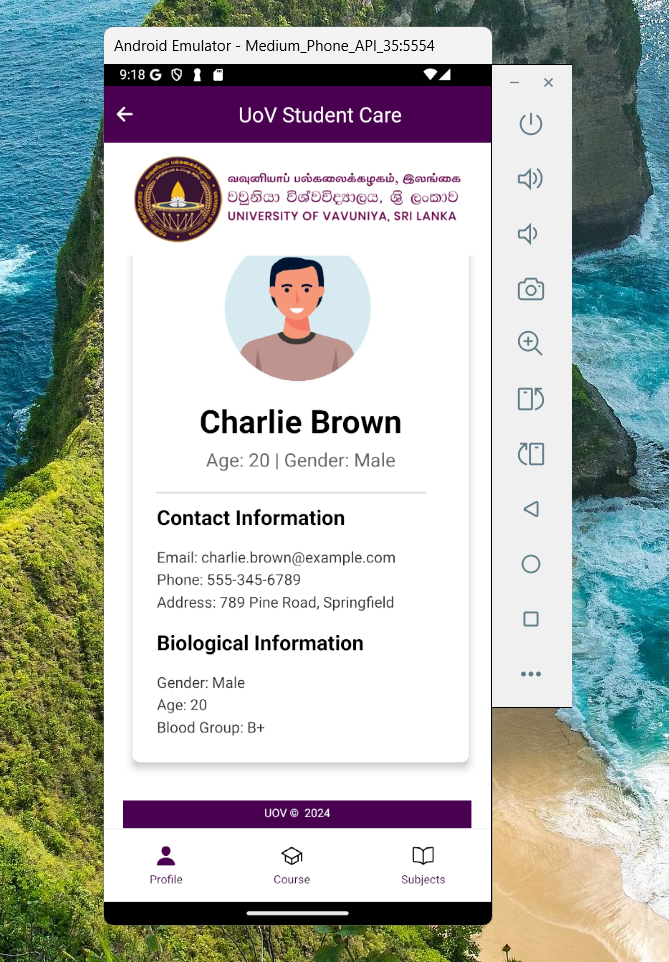 Android Emulator - Medium_Phone_API_35:5554
9:18
UoV Student Care
வவுனியாப் பல்கலைக்கழகம், இலங்கை
වවුනියා විශ්වවිද්‍යාලය, ශ්‍රී ලංකාව
UNIVERSITY OF VAVUNIYA, SRI LANKA
Charlie Brown
Age: 20 | Gender: Male
Contact Information
Email: charlie.brown@example.com
Phone: 555-345-6789
Address: 789 Pine Road, Springfield
Biological Information
Gender: Male
Age: 20
Blood Group: B+
UOV © 2024
Profile Course Subjects